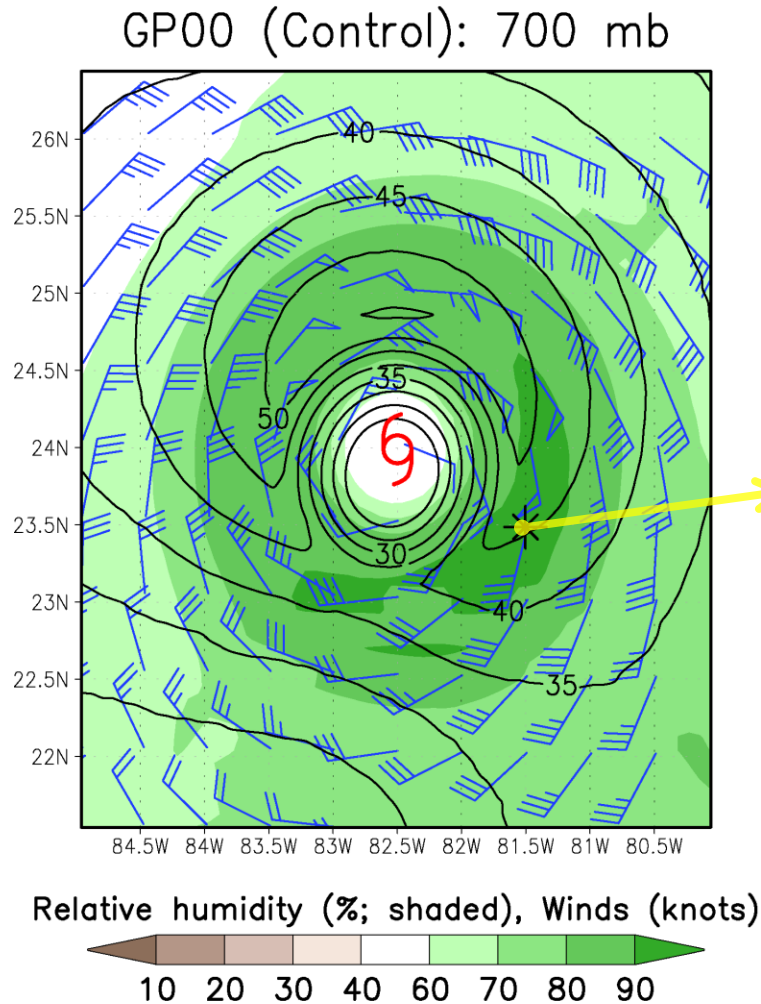 GP00 (Control): 700 mb
40
26N
45
25.5N
25N
24.5N
35
50
24N
23.5N
30
23N
40
22.5N
35
22N
84.5W 84W 83.5W 83W 82.5W 82W 81.5W 81W 80.5W
Relative humidity (%; shaded), Winds (knots)
10 20 30 40 60 70 80 90